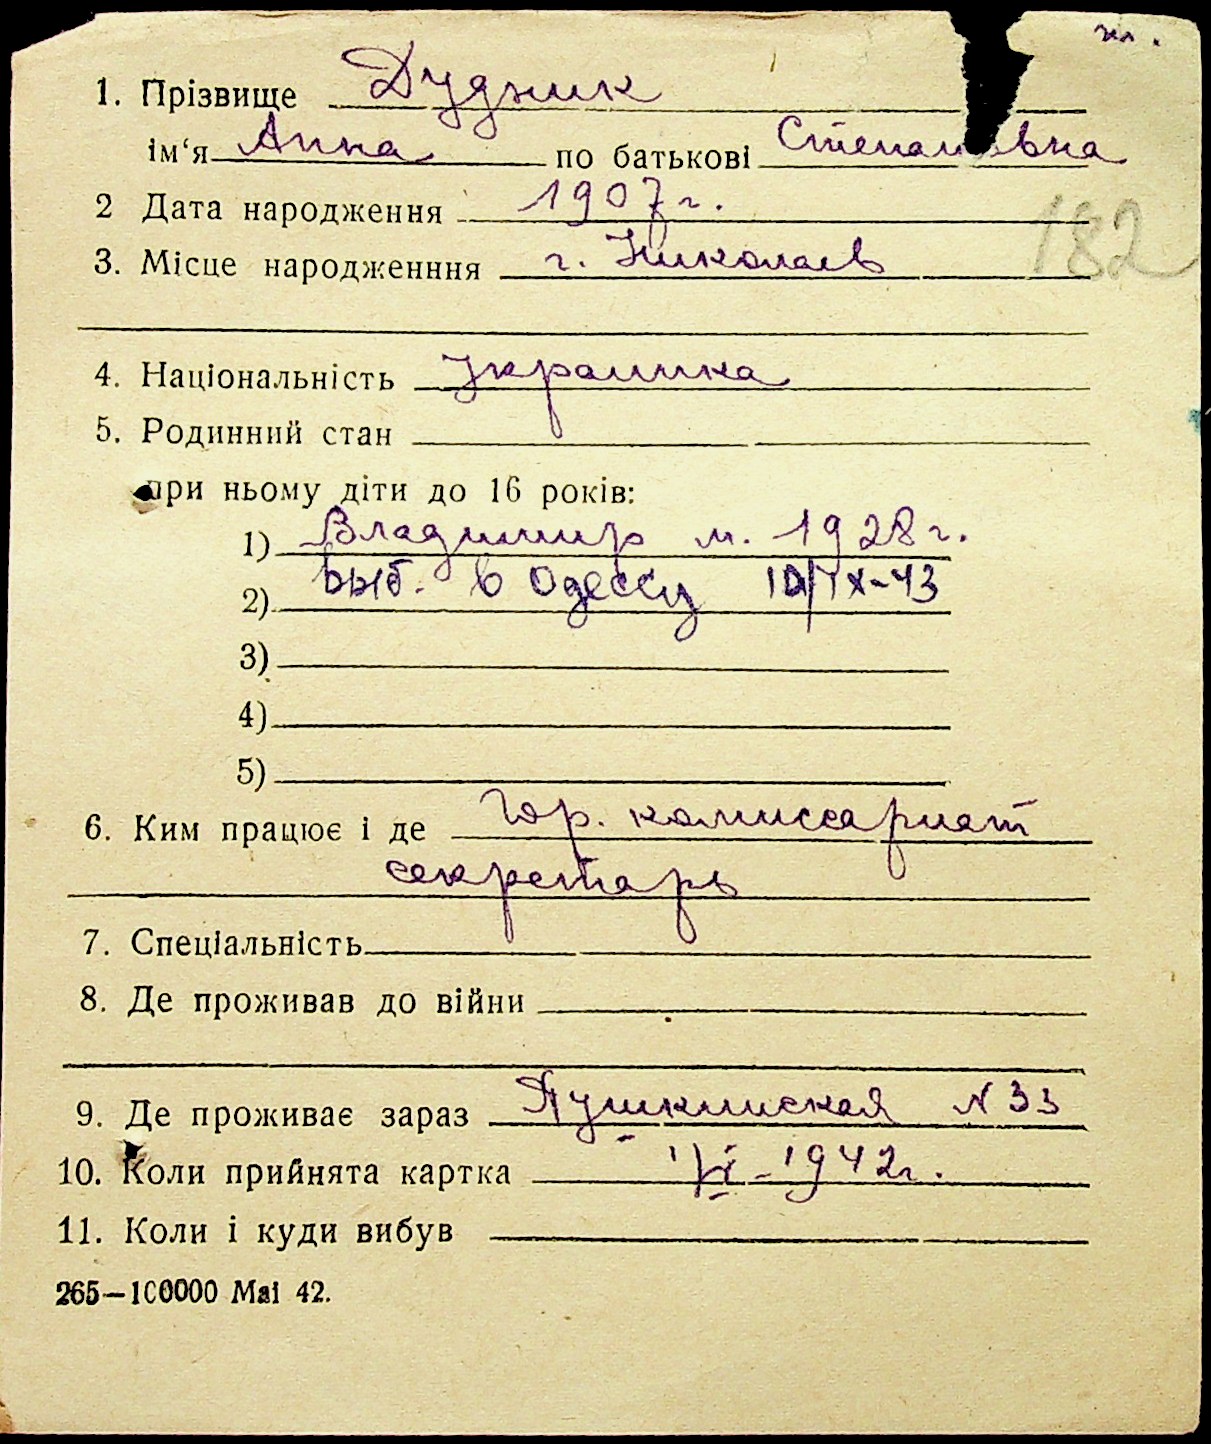 кл.
1. Прізвище Дудник
ім‘я Анна по батькові Степановна
2 Дата народження 1907 г.
182
3. Місце народженння г. Николаев
4. Національність Украинка
5. Родинний стан
при ньому діти до 16 років:
1) Владимир м. 1928 г.
2) выб. в Одессу 10/IX-43
3)
4)
5)
6. Ким працює і де Гор. комиссариат
секретарь
7. Спеціальність
8. Де проживав до війни
9. Де проживає зараз Пушкинская N 33
10. Коли прийнята картка 1/VI-1942 г.
11. Коли і куди вибув
265—100000 Mai 42.